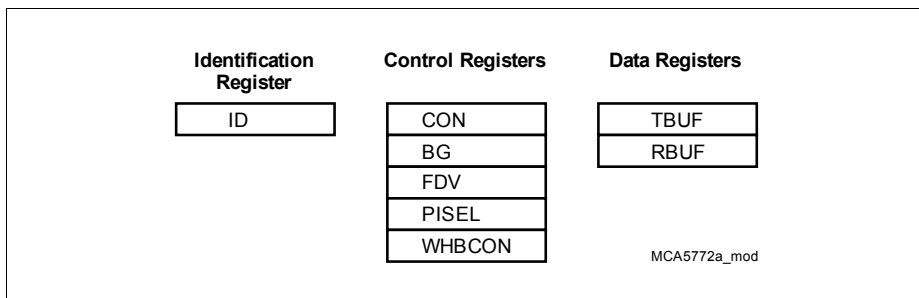 Identification
Register
Control Registers
Data Registers
ID
CON
BG
FDV
PISEL
WHBCON
TBUF
RBUF
MCA5772a_mod